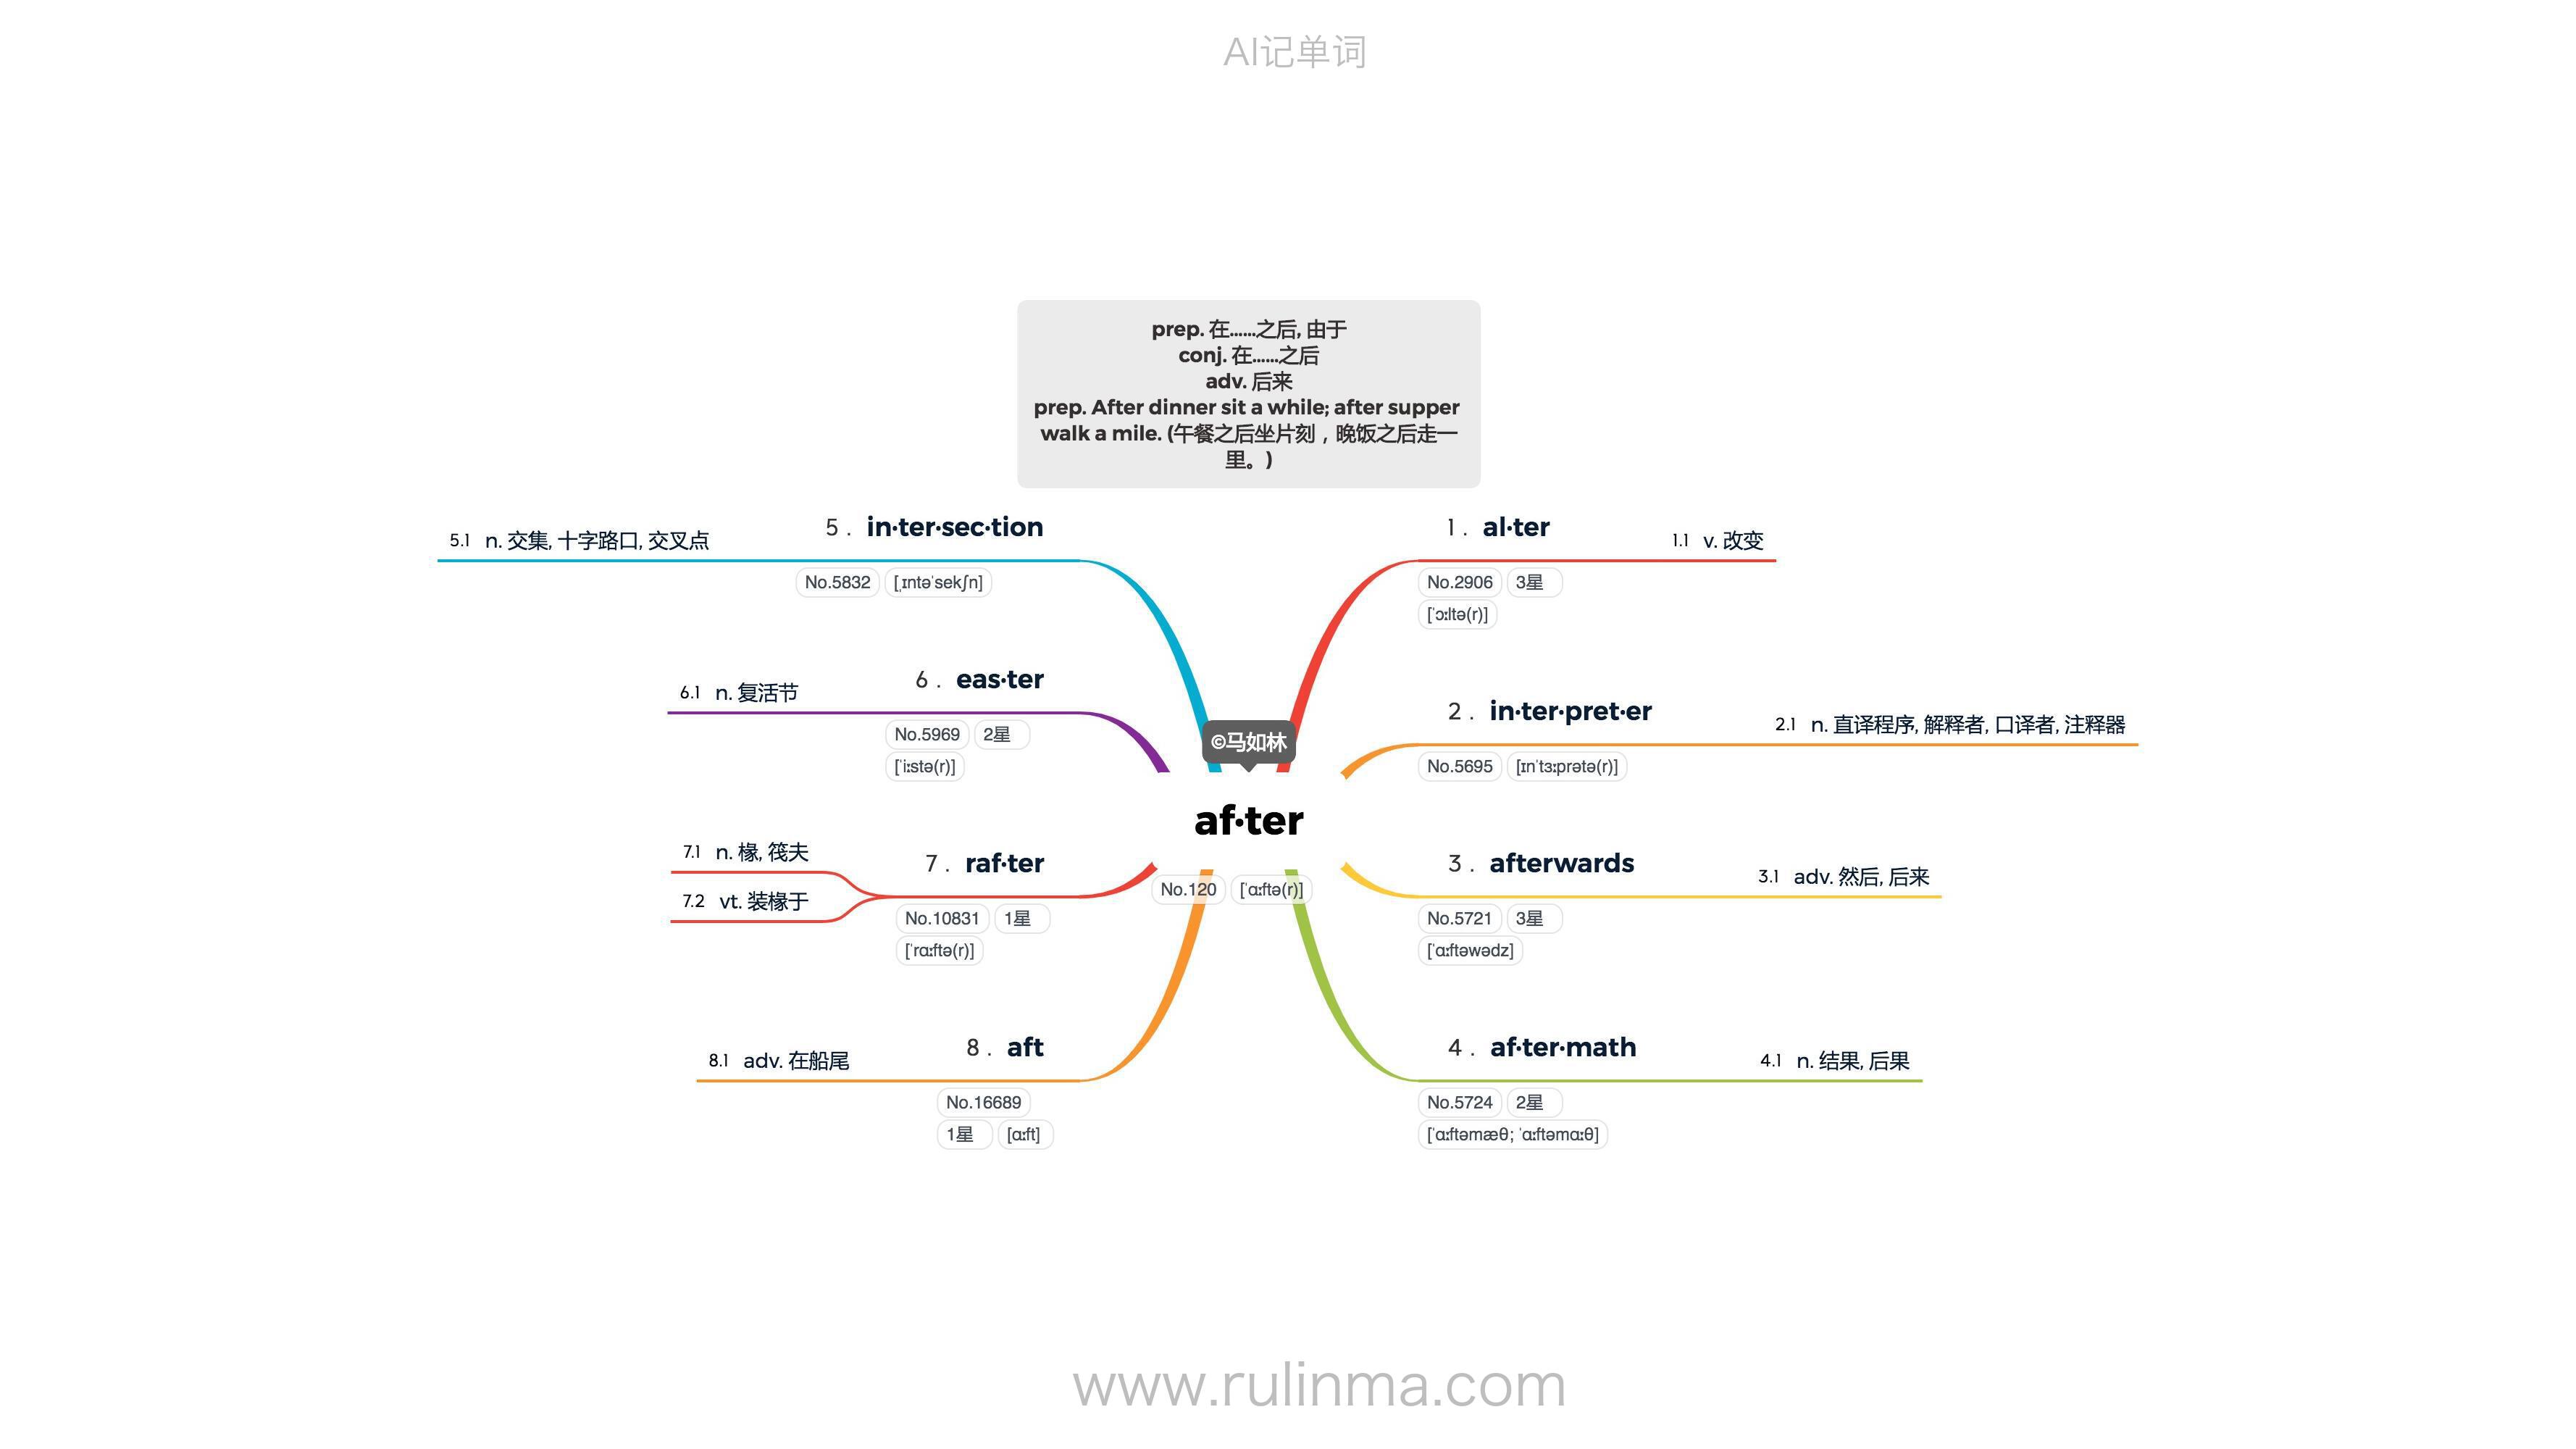 AI记单词
prep. 在……之后, 由于
conj. 在……之后
adv. 后来
prep. After dinner sit a while; after supper
walk a mile. (午餐之后坐片刻，晚饭之后走一
里。)
©马如林
af·ter
No.120 [ˈɑːftə(r)]
1 . al·ter
No.2906 3星
[ˈɔːltə(r)]
1.1 v. 改变
2 . in·ter·pret·er
No.5695 [ɪnˈtɜːprətə(r)]
2.1 n. 直译程序, 解释者, 口译者, 注释器
3 . afterwards
No.5721 3星
[ˈɑːftəwədz]
3.1 adv. 然后, 后来
4 . af·ter·math
No.5724 2星
[ˈɑːftəmæθ; ˈɑːftəmɑːθ]
4.1 n. 结果, 后果
5 . in·ter·sec·tion
No.5832 [ˌɪntəˈsekʃn]
5.1 n. 交集, 十字路口, 交叉点
6 . eas·ter
No.5969 2星
[ˈiːstə(r)]
6.1 n. 复活节
7 . raf·ter
No.10831 1星
[ˈrɑːftə(r)]
7.1 n. 椽, 筏夫
7.2 vt. 装椽于
8 . aft
No.16689
1星 [ɑːft]
8.1 adv. 在船尾
www.rulinma.com